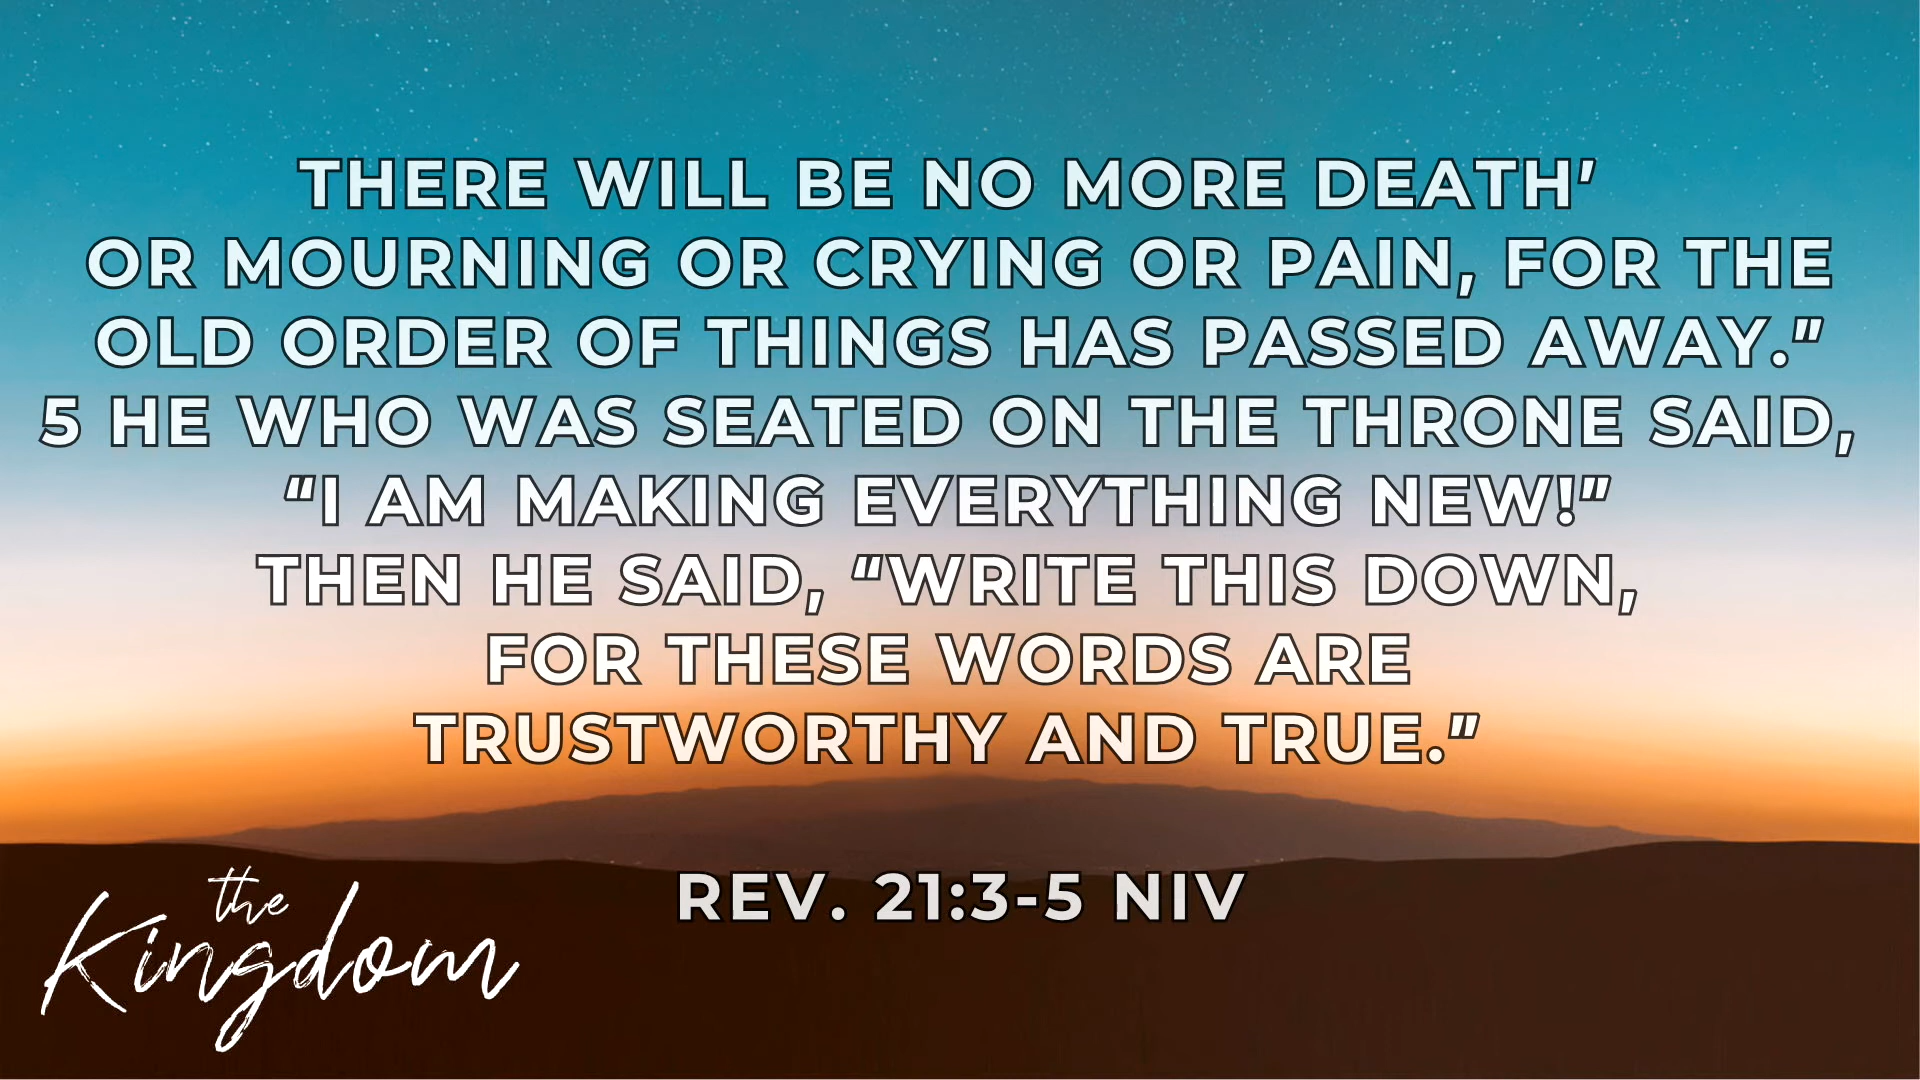 THERE WILL BE NO MORE DEATH’
OR MOURNING OR CRYING OR PAIN, FOR THE
OLD ORDER OF THINGS HAS PASSED AWAY.”
5 HE WHO WAS SEATED ON THE THRONE SAID,
“I AM MAKING EVERYTHING NEW!”
THEN HE SAID, “WRITE THIS DOWN,
FOR THESE WORDS ARE
TRUSTWORTHY AND TRUE.”
REV. 21:3-5 NIV
the
Kingdom